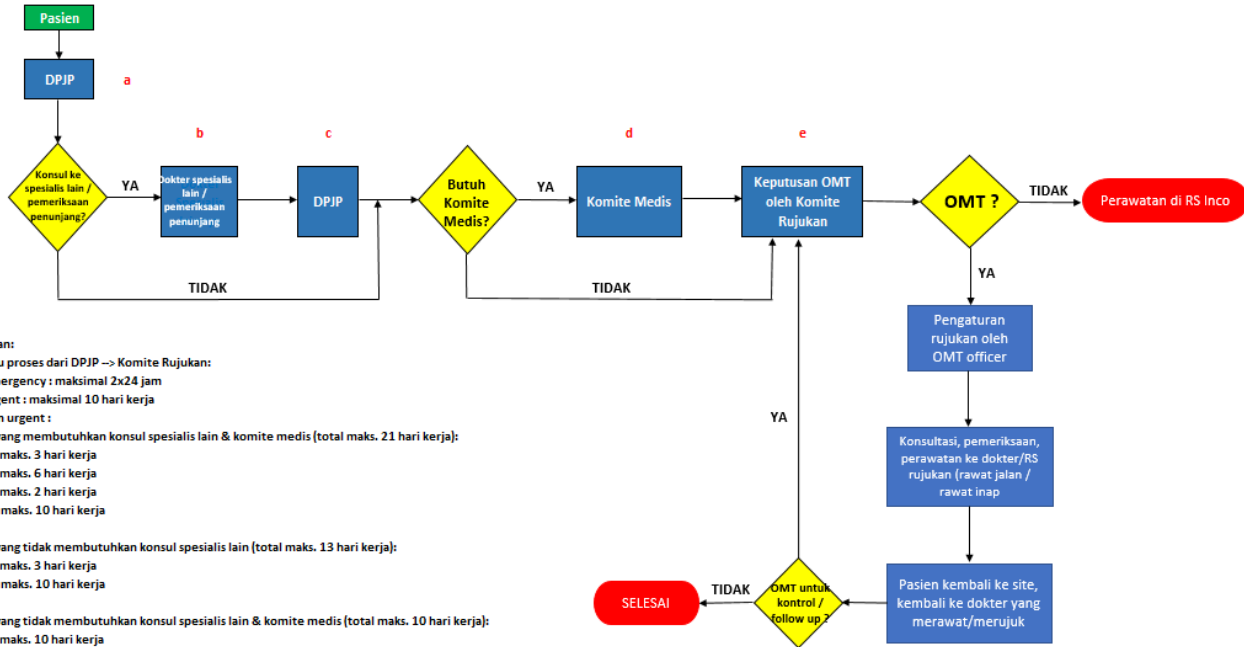 Pasien
DPJP
a
b
c
d
e
Konsul ke
spesialis lain /
pemeriksaan
penunjang?
YA
Dokter spesialis
lain /
pemeriksaan
penunjang
DPJP
Butuh
Komite
Medis?
YA
Komite Medis
Keputusan OMT
oleh Komite
Rujukan
OMT ?
TIDAK
Perawatan di RS Inco
TIDAK
TIDAK
YA
Pengaturan
rujukan oleh
OMT officer
an:
u proses dari DPJP --> Komite Rujukan:
ergency : maksimal 2x24 jam
gent : maksimal 10 hari kerja
n urgent :
yang membutuhkan konsul spesialis lain & komite medis (total maks. 21 hari kerja):
maks. 3 hari kerja
maks. 6 hari kerja
maks. 2 hari kerja
maks. 10 hari kerja
yang tidak membutuhkan konsul spesialis lain (total maks. 13 hari kerja):
maks. 3 hari kerja
maks. 10 hari kerja
yang tidak membutuhkan konsul spesialis lain & komite medis (total maks. 10 hari kerja):
maks. 10 hari kerja
YA
Konsultasi, pemeriksaan,
perawatan ke dokter/RS
rujukan (rawat jalan /
rawat inap
Pasien kembali ke site,
kembali ke dokter yang
merawat/merujuk
OMT untuk
kontrol /
follow up ?
TIDAK
SELESAI